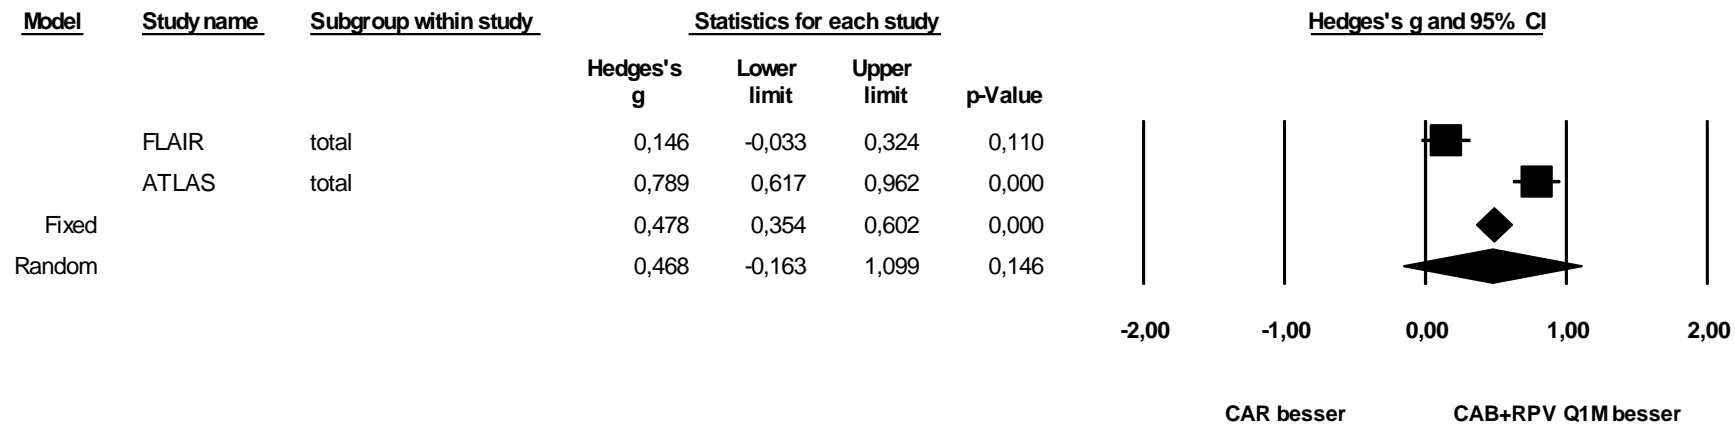 Model Study name Subgroup within study Statistics for each study Hedges's g and 95% CI
Hedges's Lower Upper
g limit limit p-Value
FLAIR total 0,146 -0,033 0,324 0,110
ATLAS total 0,789 0,617 0,962 0,000
Fixed 0,478 0,354 0,602 0,000
Random 0,468 -0,163 1,099 0,146
-2,00 -1,00 0,00 1,00 2,00
CAR besser CAB+RPV Q1M besser